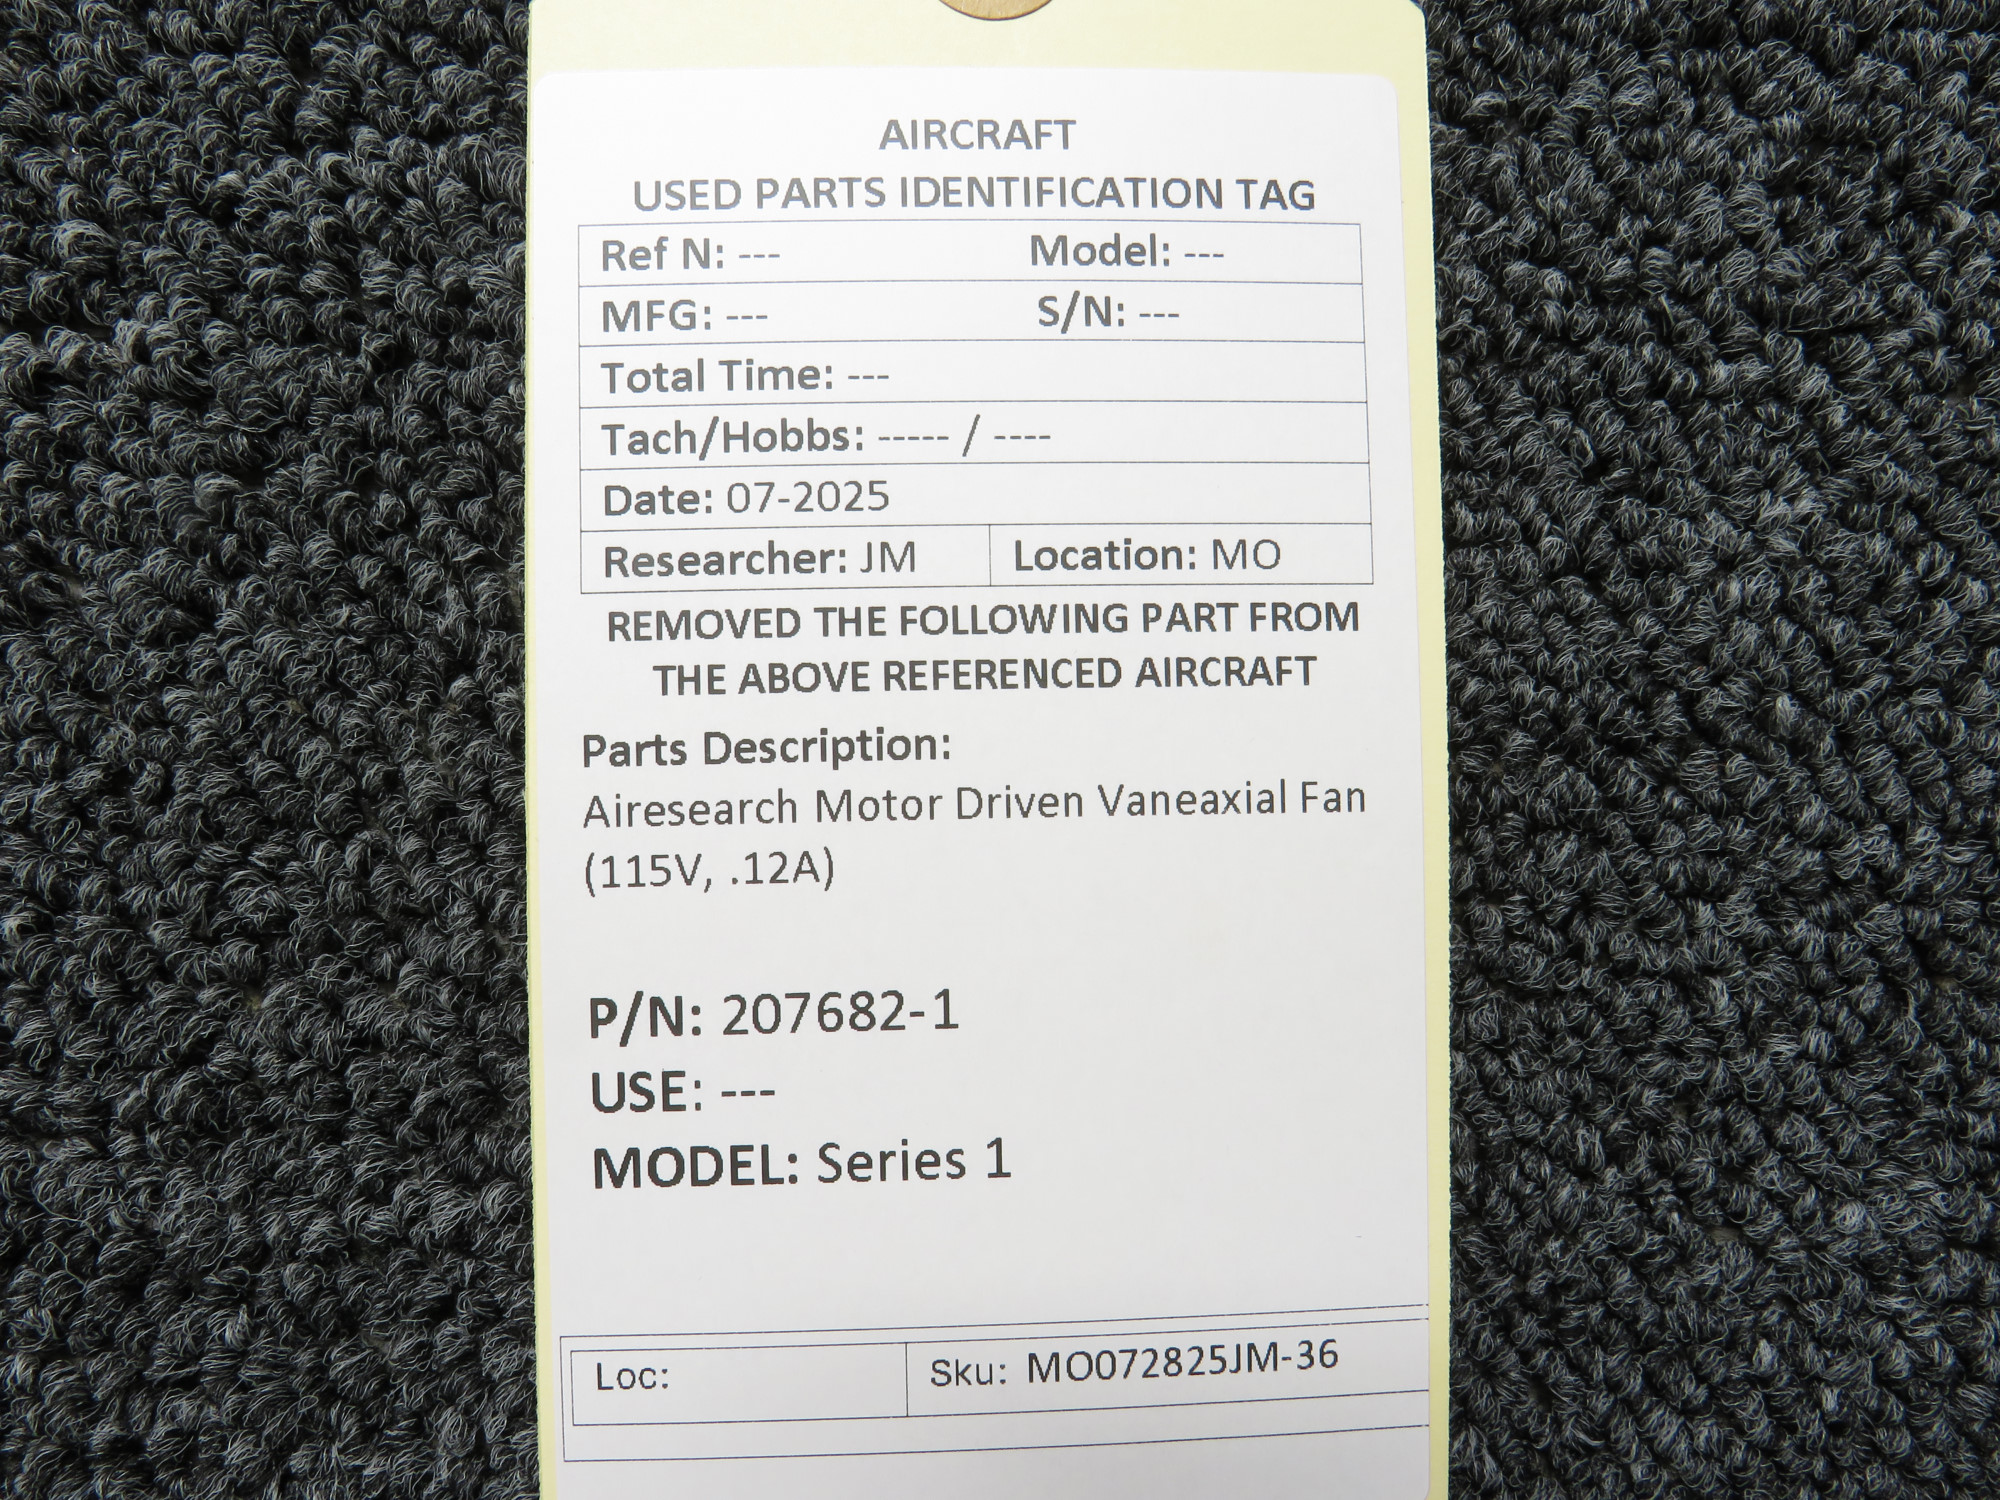 AIRCRAFT
USED PARTS IDENTIFICATION TAG
Ref N: --- Model: ---
MFG: --- S/N: ---
Total Time: ---
Tach/Hobbs: ----- / ----
Date: 07-2025
Researcher: JM Location: MO
REMOVED THE FOLLOWING PART FROM
THE ABOVE REFERENCED AIRCRAFT
Parts Description:
Airesearch Motor Driven Vaneaxial Fan
(115V, .12A)
P/N: 207682-1
USE: ---
MODEL: Series 1
Loc: Sku: MO072825JM-36